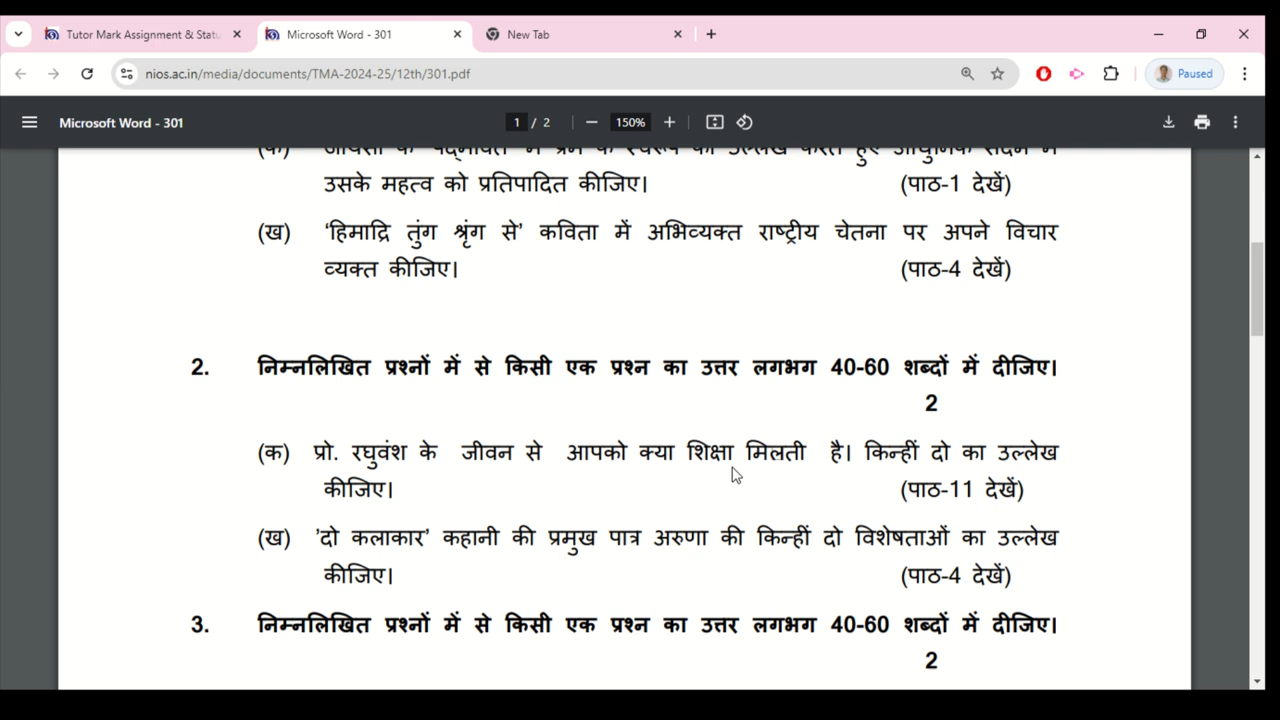 Tutor Mark Assignment & Statu
Microsoft Word - 301
New Tab
nios.ac.in/media/documents/TMA-2024-25/12th/301.pdf
Paused
Microsoft Word - 301
1 / 2
150%
उसके महत्व को प्रतिपादित कीजिए। (पाठ-1 देखें)
(ख) 'हिमाद्रि तुंग श्रृंग से' कविता में अभिव्यक्त राष्ट्रीय चेतना पर अपने विचार
व्यक्त कीजिए। (पाठ-4 देखें)
2. निम्नलिखित प्रश्नों में से किसी एक प्रश्न का उत्तर लगभग 40-60 शब्दों में दीजिए।
2
(क) प्रो. रघुवंश के जीवन से आपको क्या शिक्षा मिलती है। किन्हीं दो का उल्लेख
कीजिए। (पाठ-11 देखें)
(ख) 'दो कलाकार' कहानी की प्रमुख पात्र अरुणा की किन्हीं दो विशेषताओं का उल्लेख
कीजिए। (पाठ-4 देखें)
3. निम्नलिखित प्रश्नों में से किसी एक प्रश्न का उत्तर लगभग 40-60 शब्दों में दीजिए।
2